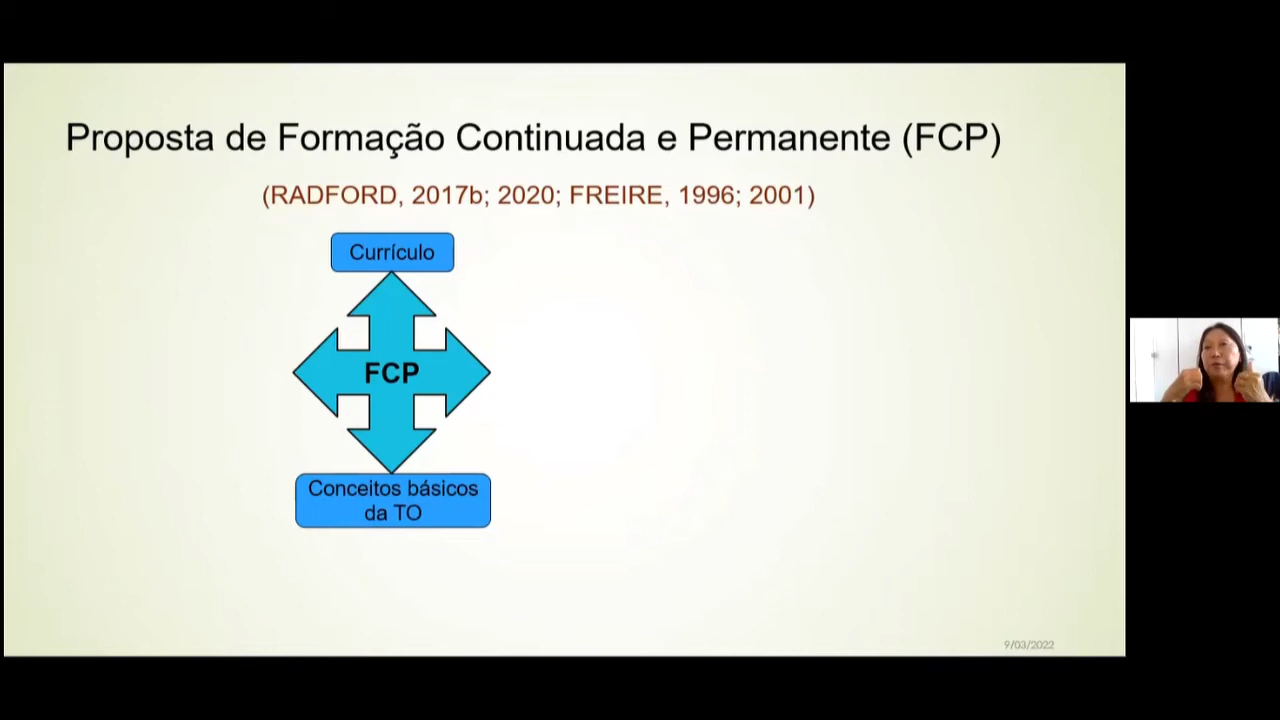 Proposta de Formação Continuada e Permanente (FCP)
(RADFORD, 2017b; 2020; FREIRE, 1996; 2001)
Currículo
FCP
Conceitos básicos
da TO
9/03/2022